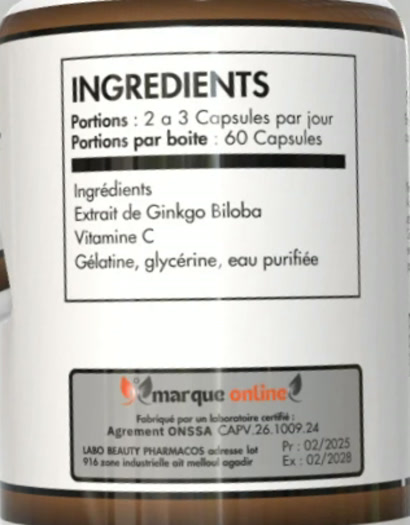 INGREDIENTS
Portions : 2 a 3 Capsules par jour
Portions par boite : 60 Capsules
Ingrédients
Extrait de Ginkgo Biloba
Vitamine C
Gélatine, glycérine, eau purifiée
marque online
Fabriqué par un laboratoire certifié :
Agrement ONSSA CAPV.26.1009.24
LABO BEAUTY PHARMACOS adresse lot
916 zone industrielle ait melloul agadir
Pr : 02/2025
Ex : 02/2028